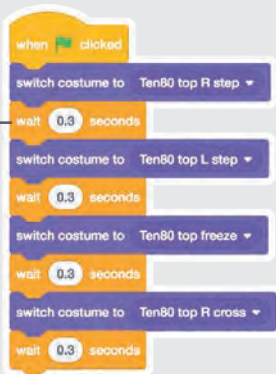 when clicked
switch costume to Ten80 top R step
wait 0.3 seconds
switch costume to Ten80 top L step
wait 0.3 seconds
switch costume to Ten80 top freeze
wait 0.3 seconds
switch costume to Ten80 top R cross
wait 0.3 seconds